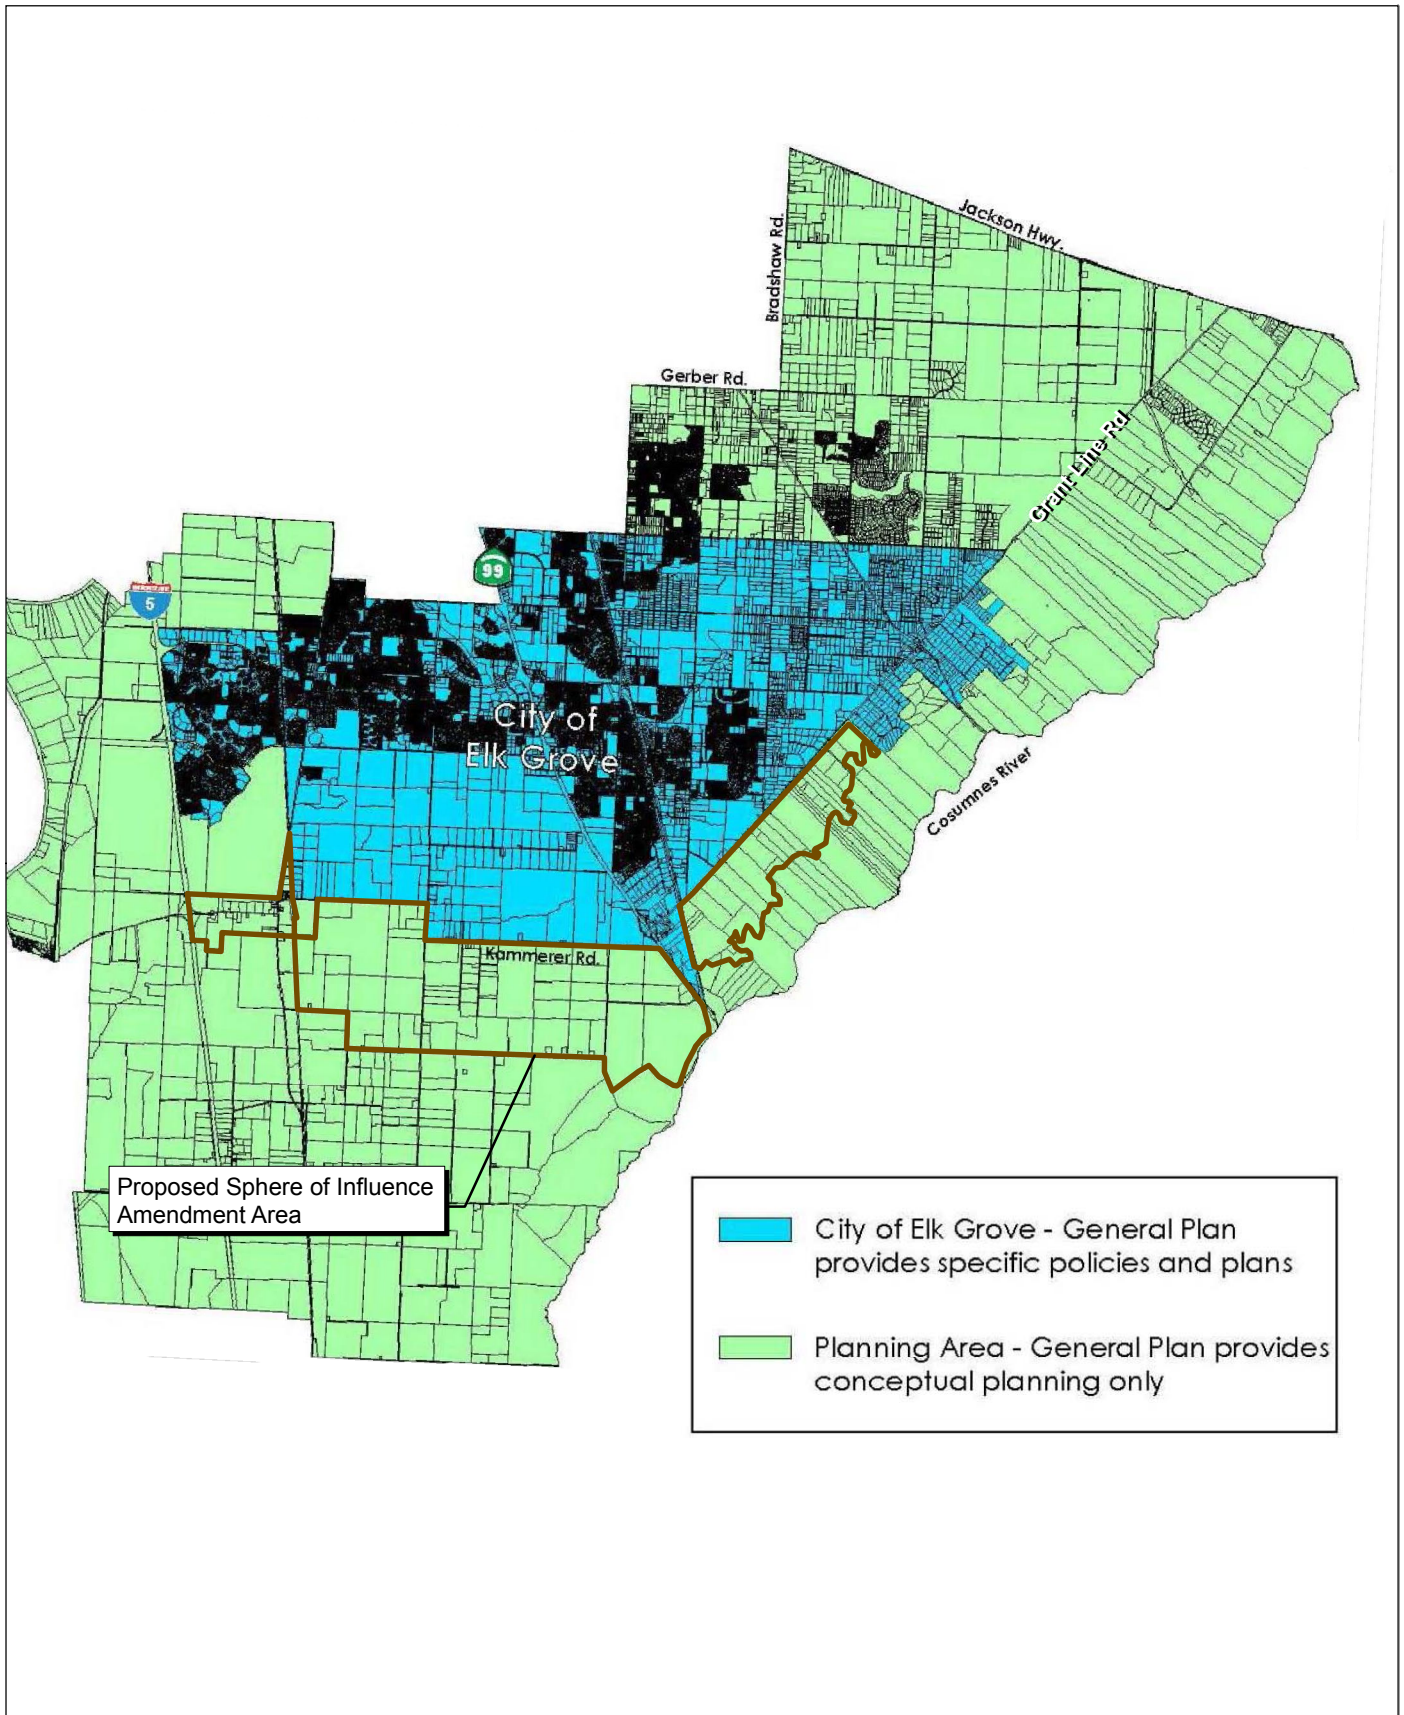 Jackson Hwy.
Bradshaw Rd.
Gerber Rd.
Grant Line Rd
99
5
City of
Elk Grove
Cosumnes River
Kammerer Rd.
Proposed Sphere of Influence
Amendment Area
City of Elk Grove - General Plan
provides specific policies and plans
Planning Area - General Plan provides
conceptual planning only